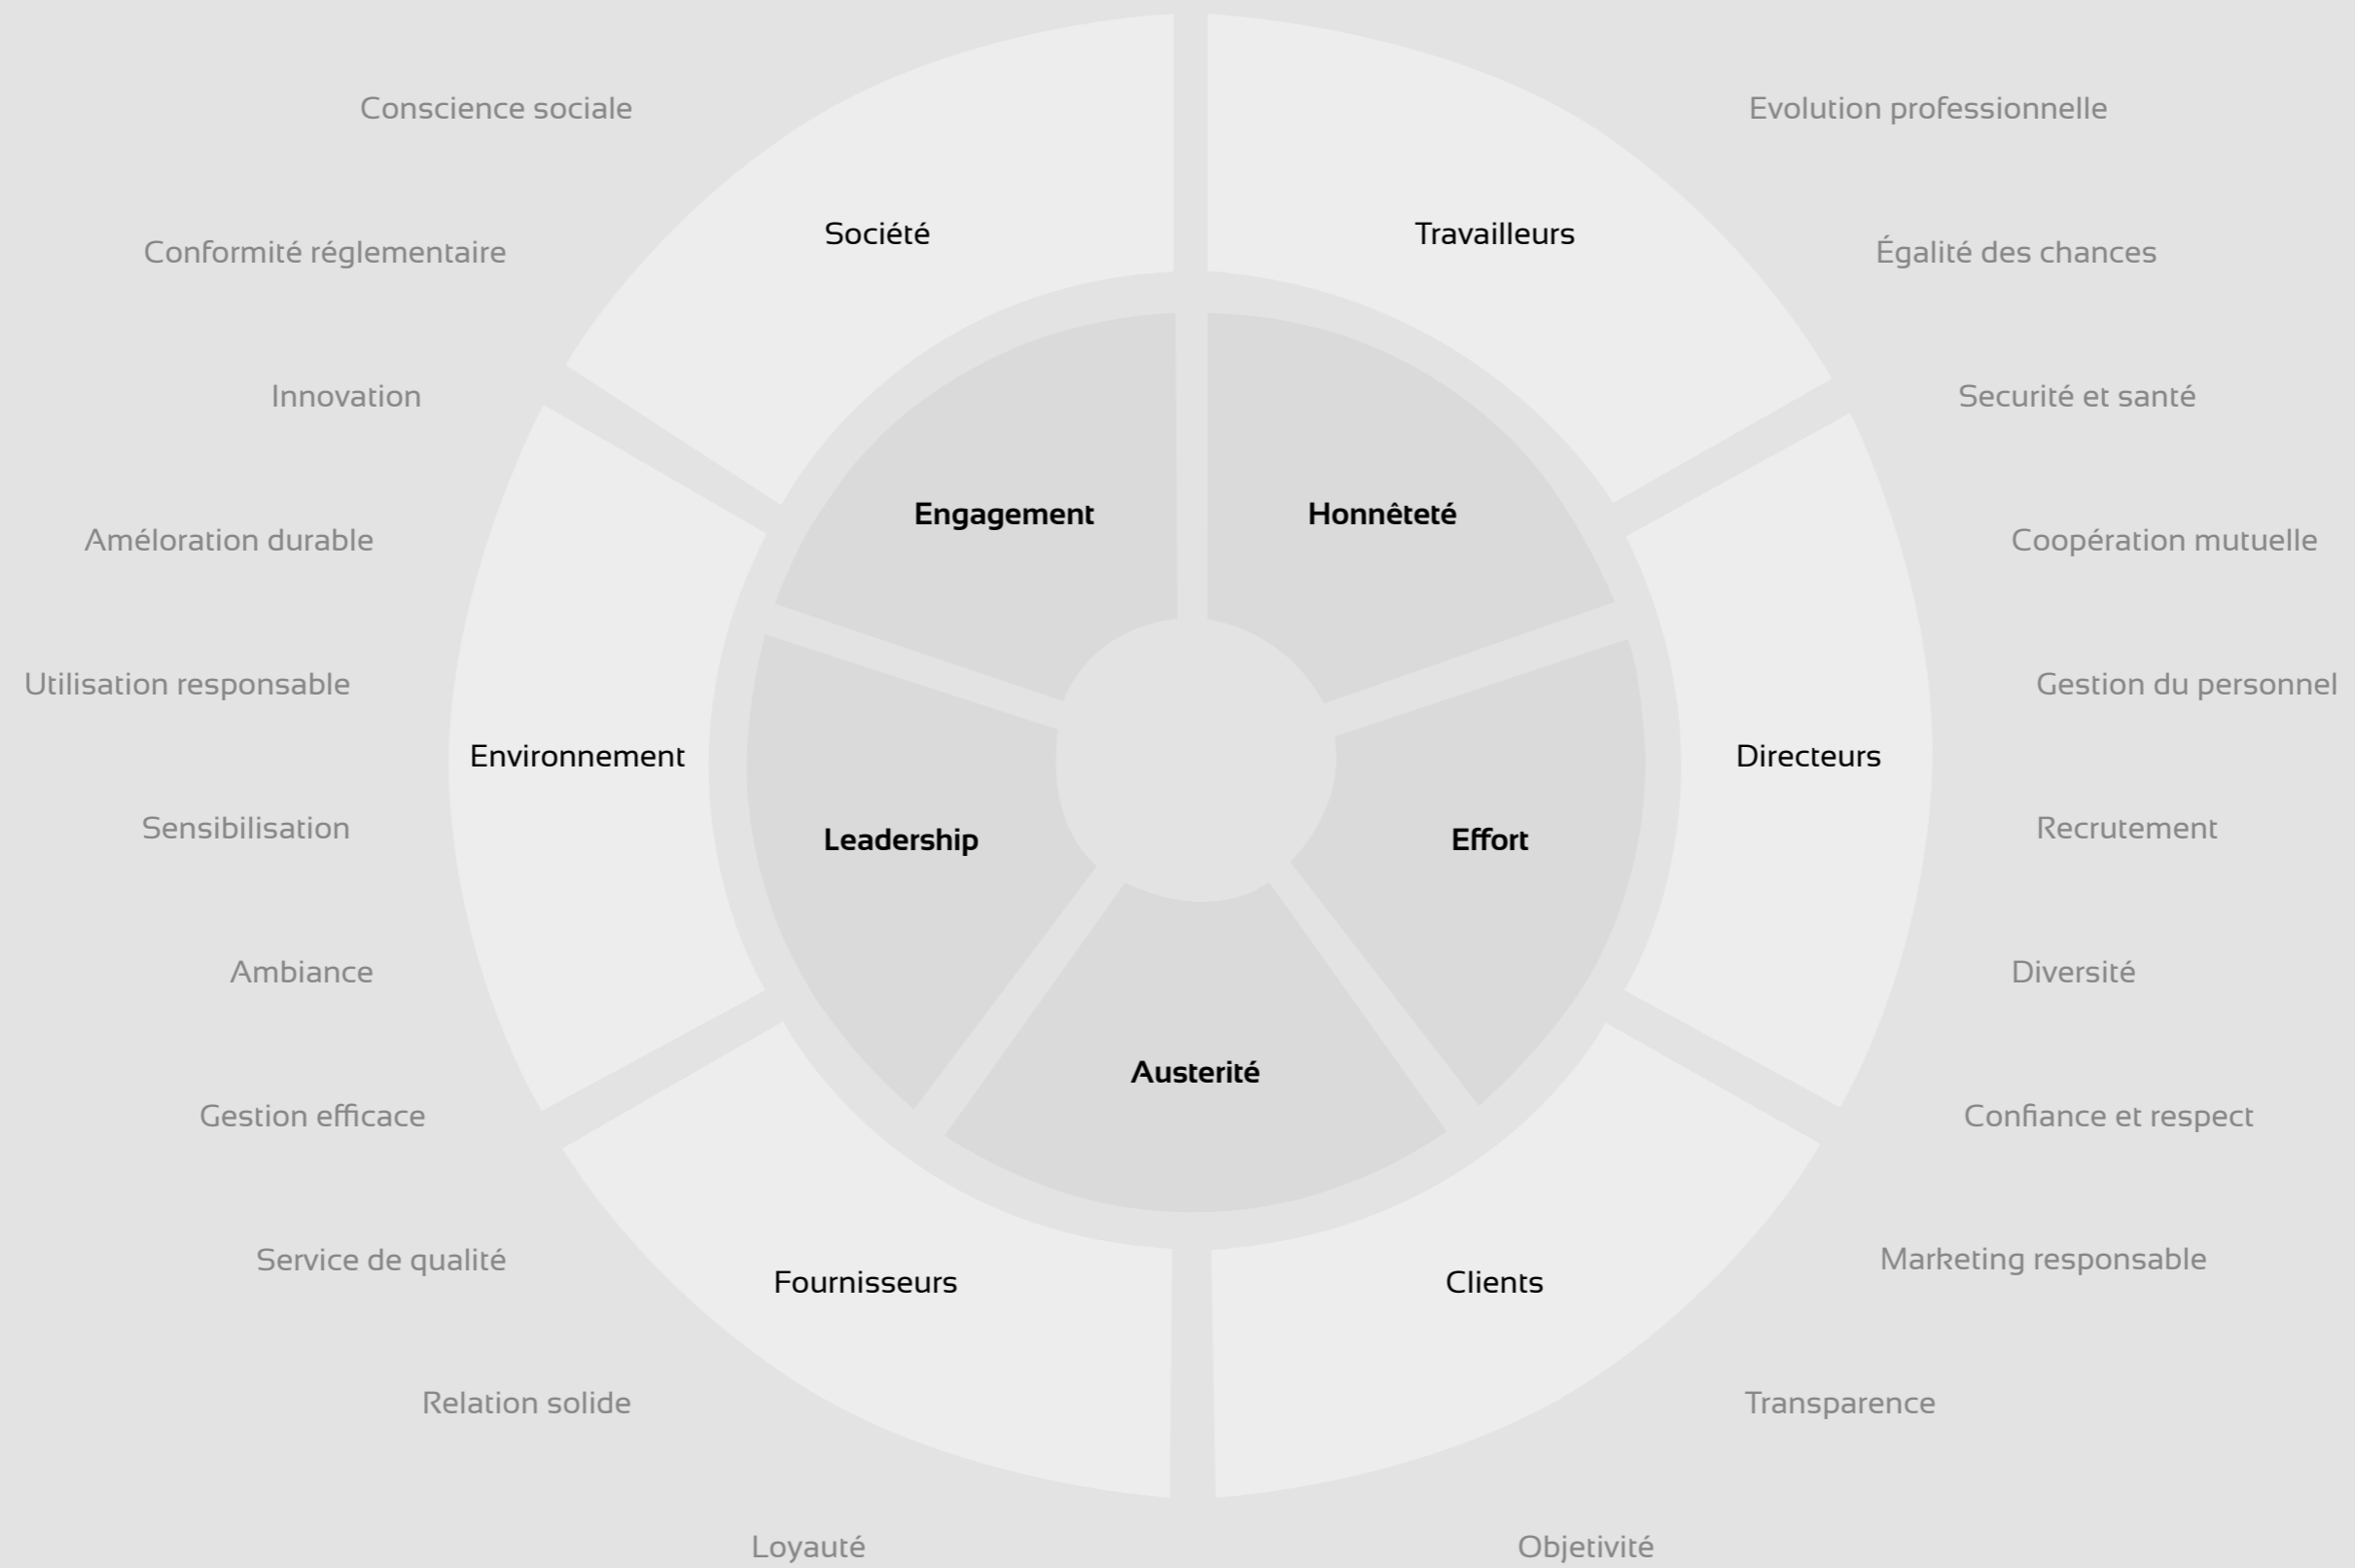 Conscience sociale
Evolution professionnelle
Société
Travailleurs
Conformité réglementaire
Égalité des chances
Innovation
Securité et santé
Engagement
Honnêteté
Améloration durable
Coopération mutuelle
Utilisation responsable
Gestion du personnel
Environnement
Directeurs
Sensibilisation
Leadership
Effort
Recrutement
Ambiance
Diversité
Austerité
Gestion efficace
Confiance et respect
Service de qualité
Fournisseurs
Clients
Marketing responsable
Relation solide
Transparence
Loyauté
Objetivité